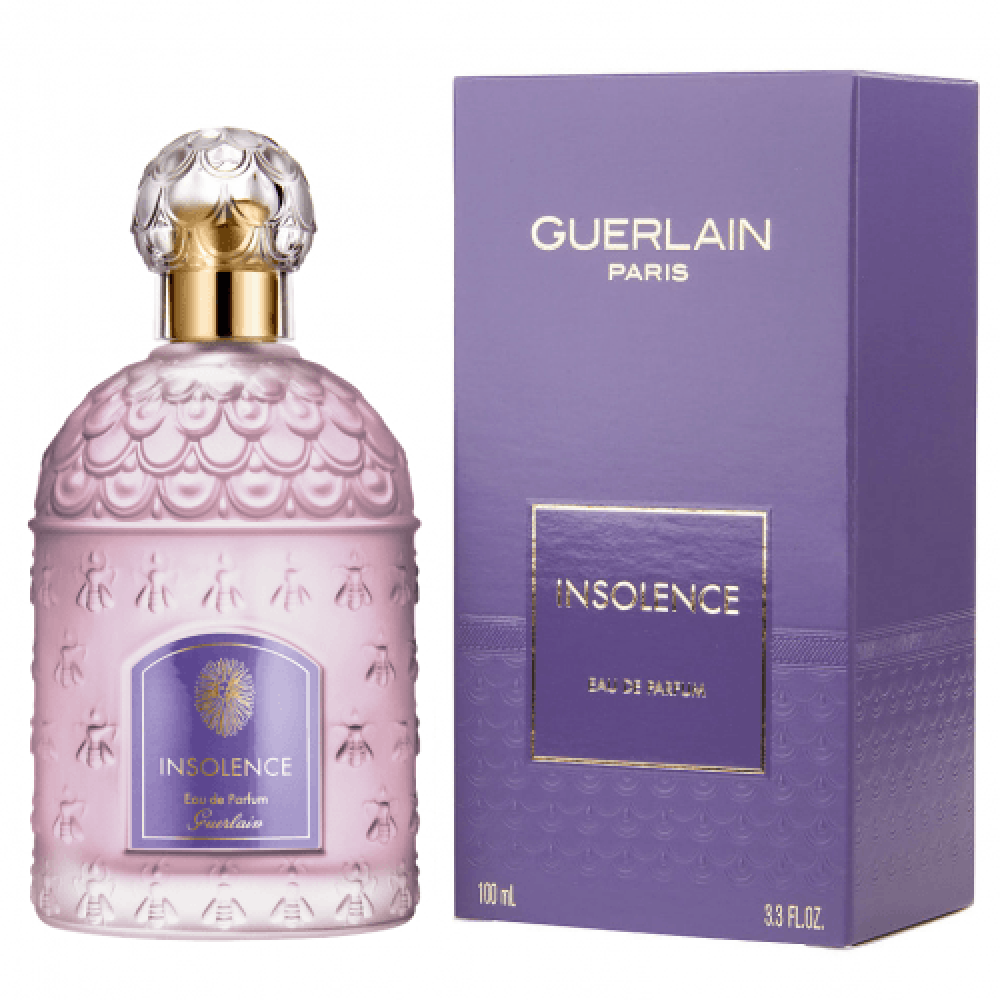 INSOLENCE
Eau de Parfum
Guerlain
GUERLAIN
PARIS
INSOLENCE
EAU DE PARFUM
100 mL
3.3 FL.OZ.